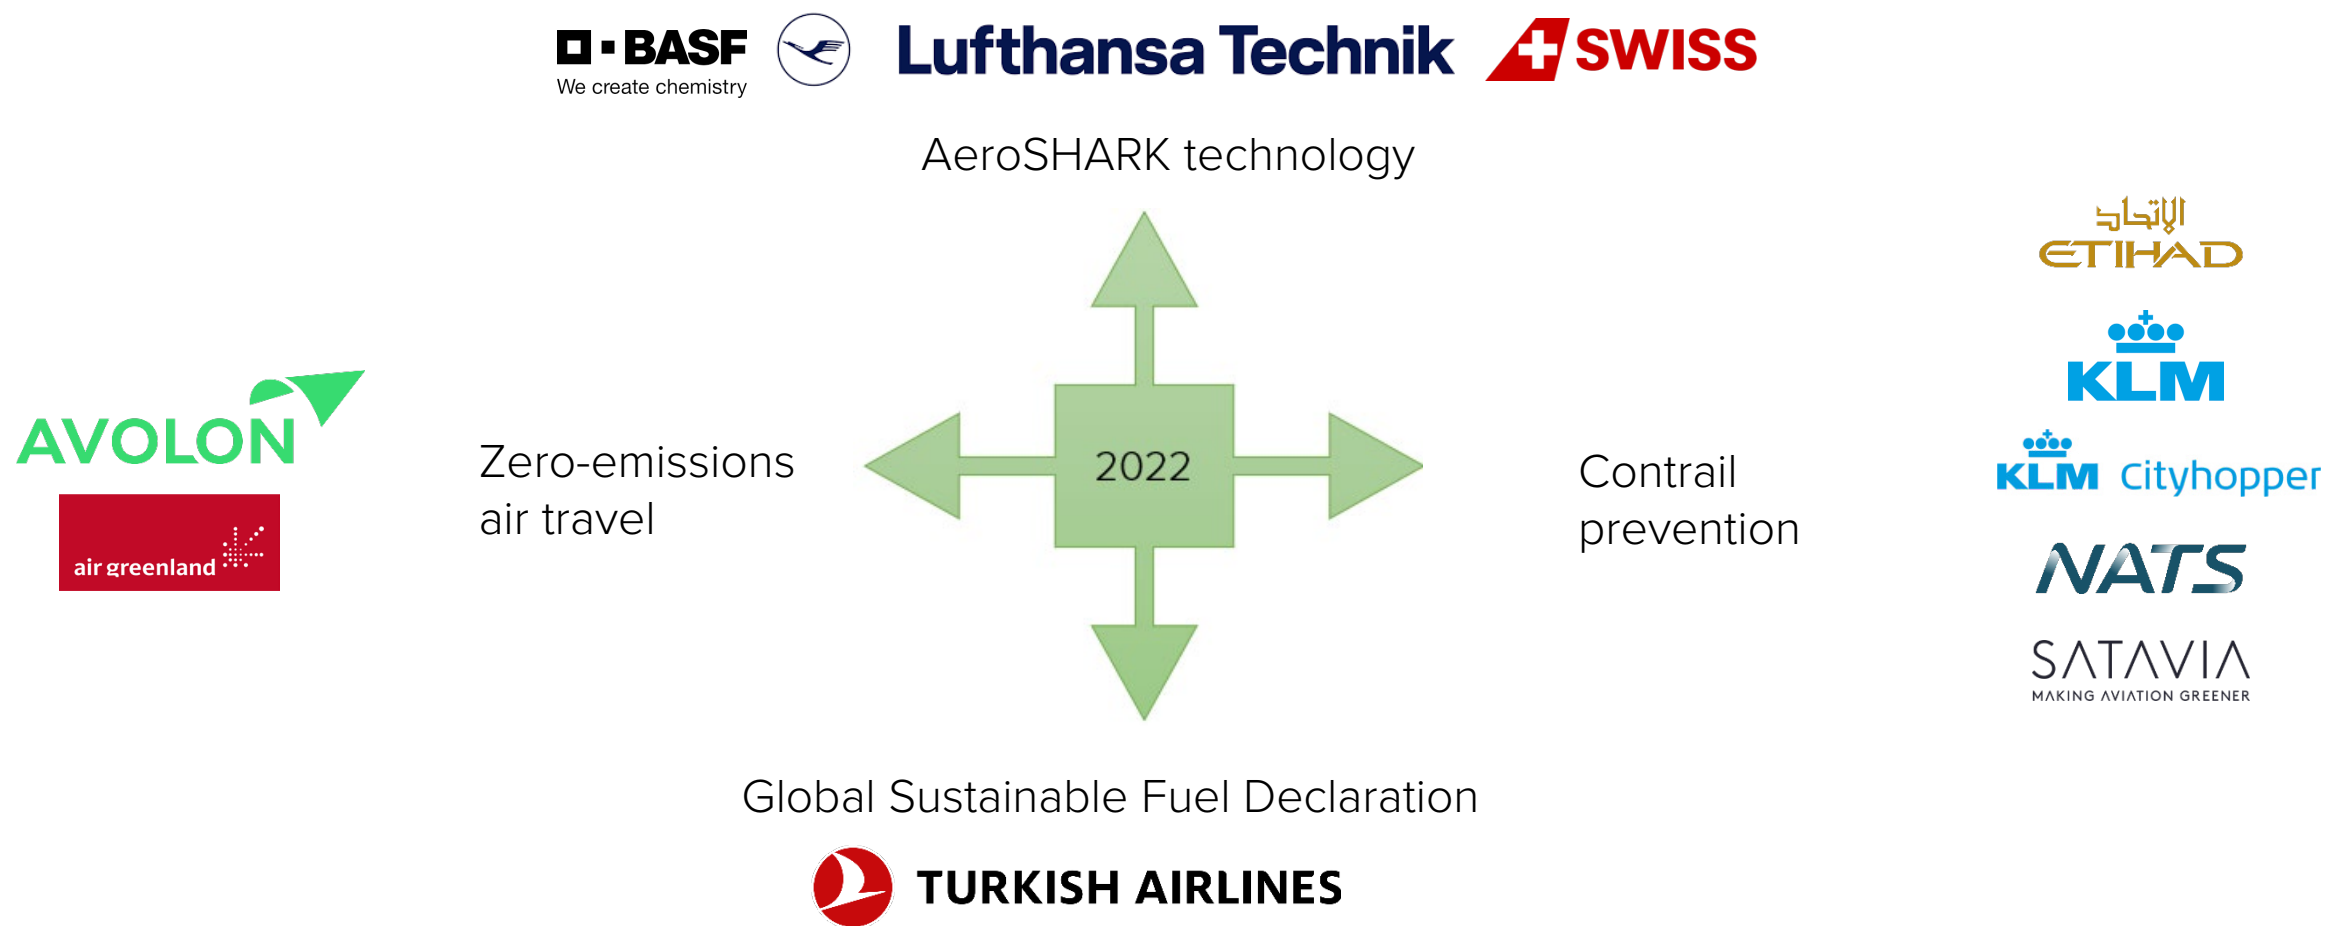 BASF
We create chemistry
Lufthansa Technik
SWISS
AeroSHARK technology
الإتحاد
ETIHAD
KLM
KLM Cityhopper
NATS
SATAVIA
MAKING AVIATION GREENER
AVOLON
air greenland
Zero-emissions
air travel
2022
Contrail
prevention
Global Sustainable Fuel Declaration
TURKISH AIRLINES